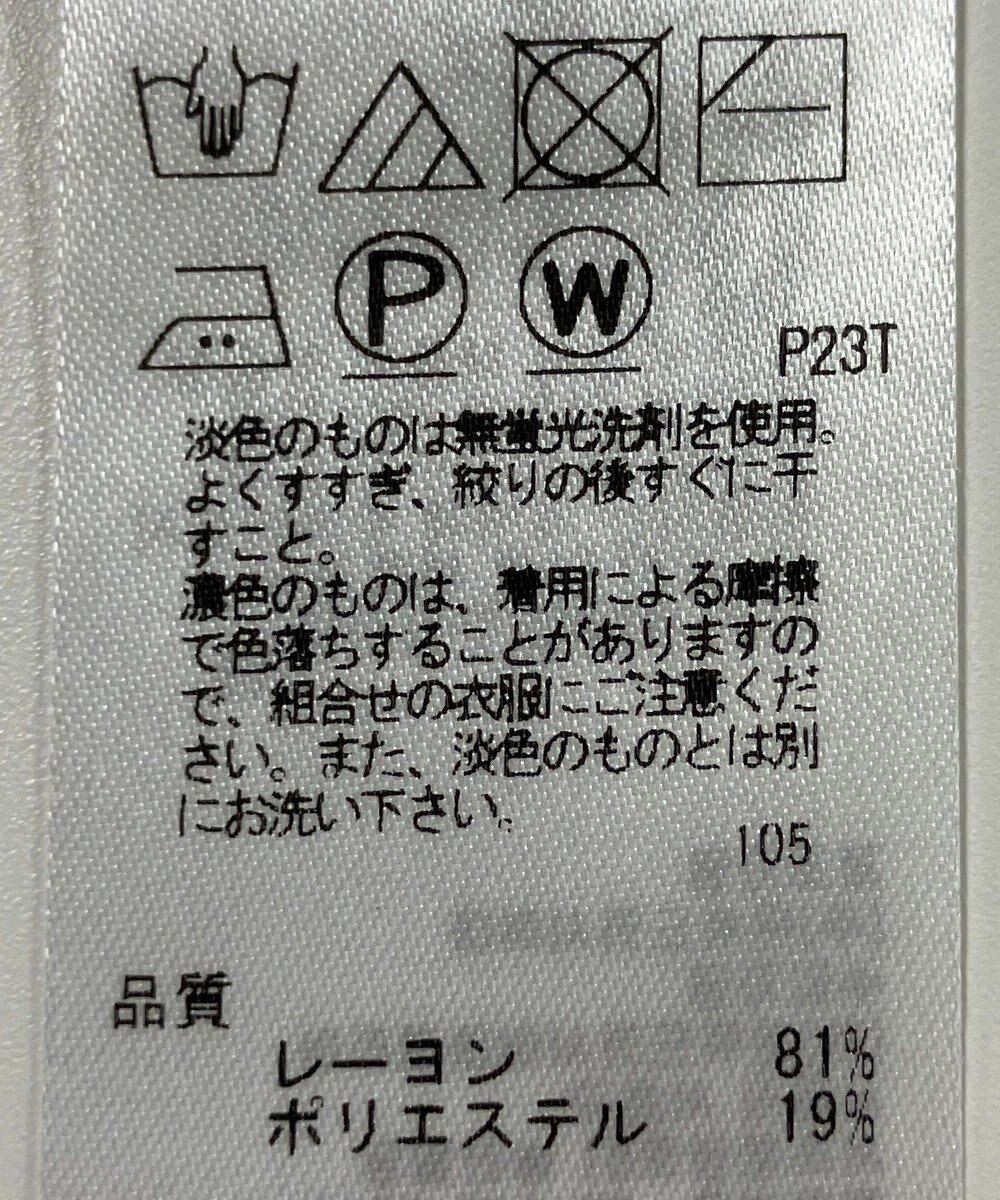 P
W
P23T
淡色のものは無蛍光洗剤を使用。
よくすすぎ、絞りの後すぐに干
すこと。
濃色のものは、着用による摩擦
で色落ちすることがありますの
で、組合せの衣服にご注意くだ
さい。また、淡色のものとは別
にお洗い下さい。
105
品質
レーヨン 81%
ポリエステル 19%